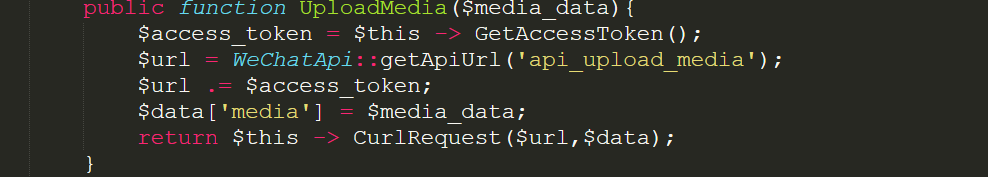 public function UploadMedia($media_data){
$access_token = $this -> GetAccessToken();
$url = WeChatApi::getApiUrl('api_upload_media');
$url .= $access_token;
$data['media'] = $media_data;
return $this -> CurlRequest($url,$data);
}